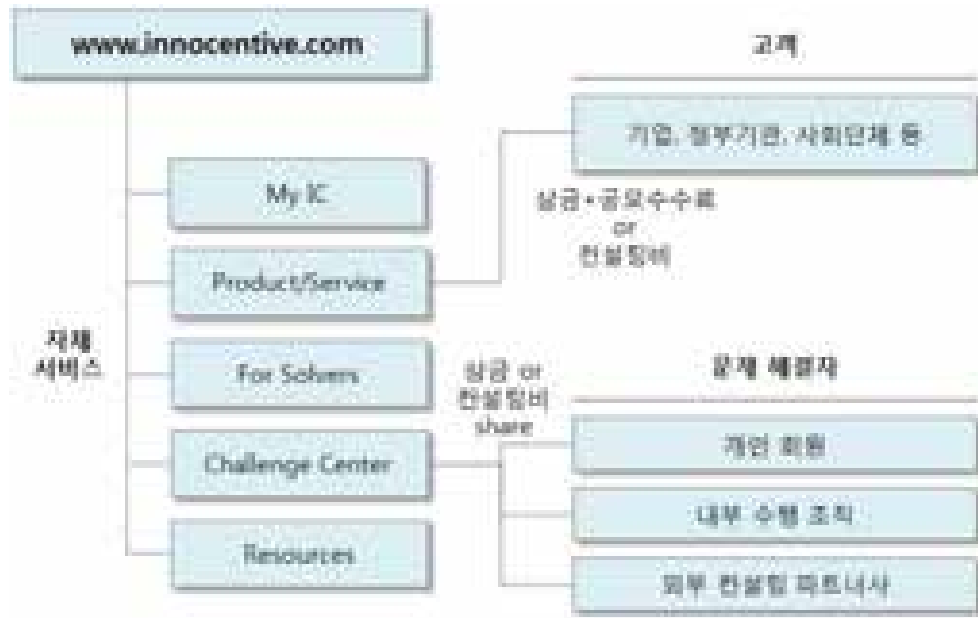 www.innocentive.com
고객
기업, 정부기관, 사회단체 등
My IC
상금+공모수수료
or
컨설팅비
Product/Service
자체
서비스
For Solvers
상금 or
컨설팅비
share
문제 해결자
개인 회원
Challenge Center
내부 수행 조직
Resources
외부 컨설팅 파트너사